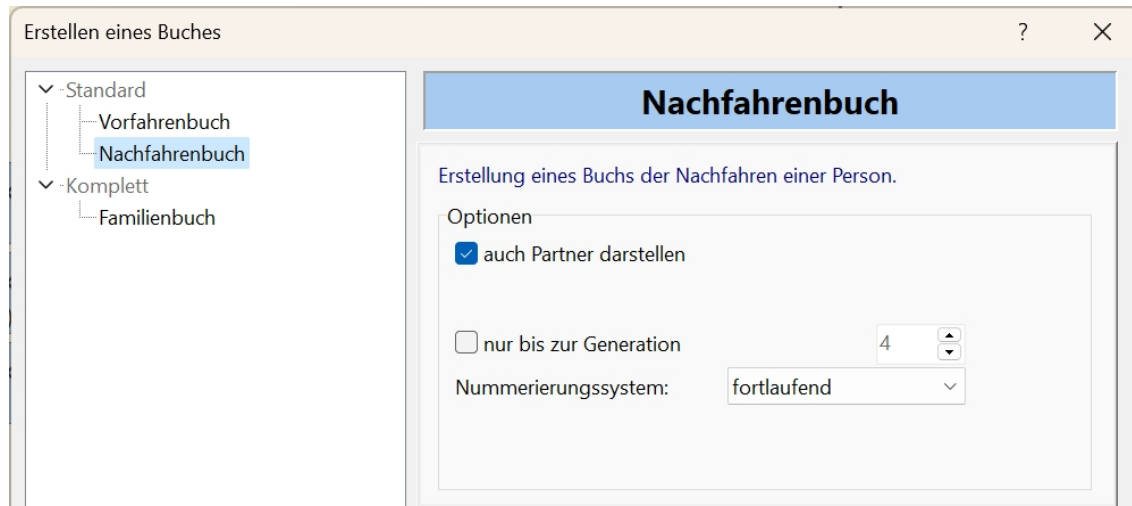 Erstellen eines Buches
?
Standard
Vorfahrenbuch
Nachfahrenbuch
Komplett
Familienbuch
Nachfahrenbuch
Erstellung eines Buchs der Nachfahren einer Person.
Optionen
auch Partner darstellen
nur bis zur Generation 4
Nummerierungssystem: fortlaufend